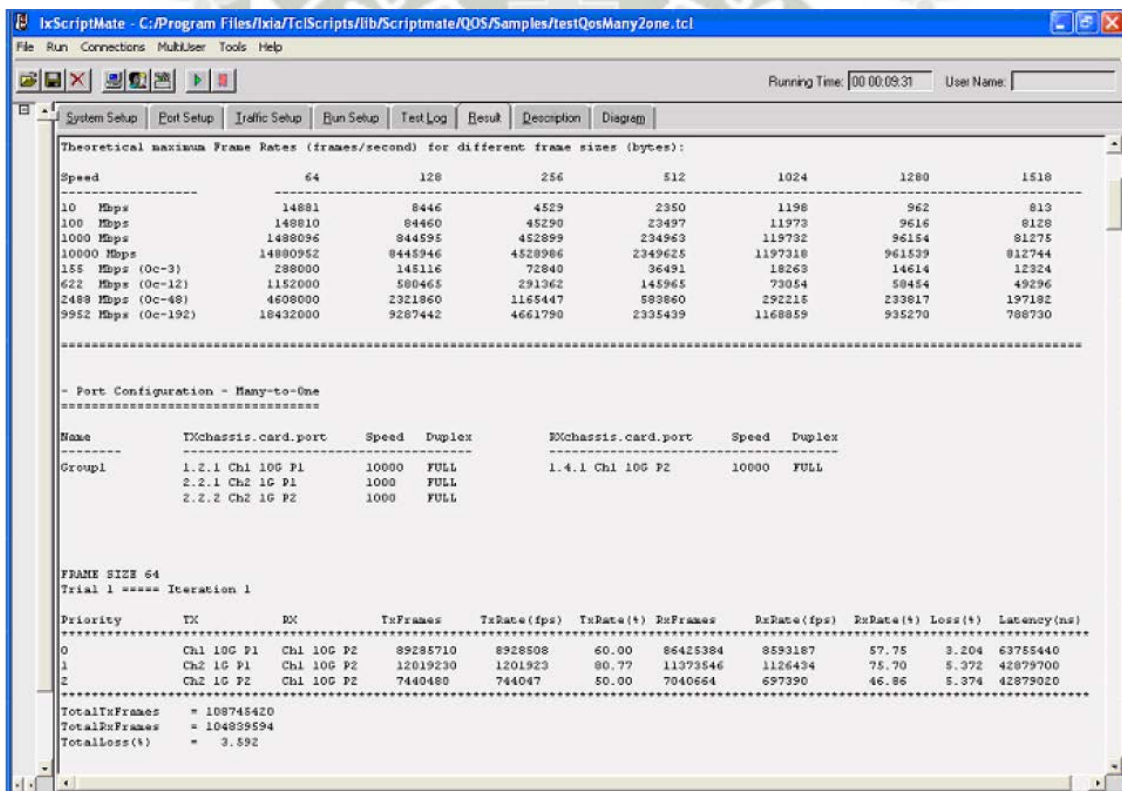 IxScriptMate - C:/Program Files/Ixia/TclScripts/lib/Scriptmate/QOS/Samples/testQosMany2one.tcl
File Run Connections MultiUser Tools Help
Running Time: 00 00:09:31 User Name:
System Setup Port Setup Traffic Setup Run Setup Test Log Result Description Diagram
Theoretical maximum Frame Rates (frames/second) for different frame sizes (bytes):
Speed 64 128 256 512 1024 1280 1518
10 Mbps 14881 8446 4529 2350 1198 962 813
100 Mbps 148810 84460 45290 23497 11973 9616 8128
1000 Mbps 1488096 844595 452899 234963 119732 96154 81275
10000 Mbps 14880952 8445946 4528986 2349625 1197318 961539 812744
155 Mbps (Oc-3) 288000 145116 72840 36491 18263 14614 12324
622 Mbps (Oc-12) 1152000 580465 291362 145965 73054 58454 49296
2488 Mbps (Oc-48) 4608000 2321860 1165447 583860 292215 233817 197182
9952 Mbps (Oc-192) 18432000 9287442 4661790 2335439 1168859 935270 788730
- Port Configuration - Many-to-One
Name TXchassis.card.port Speed Duplex RXchassis.card.port Speed Duplex
Group1 1.2.1 Ch1 10G P1 10000 FULL 1.4.1 Ch1 10G P2 10000 FULL
2.2.1 Ch2 1G P1 1000 FULL
2.2.2 Ch2 1G P2 1000 FULL
FRAME SIZE 64
Trial 1 ===== Iteration 1
Priority TX RX TxFrames TxRate(fps) TxRate(%) RxFrames RxRate(fps) RxRate(%) Loss(%) Latency(ns)
0 Ch1 10G P1 Ch1 10G P2 89285710 8928508 60.00 86425384 8593187 57.75 3.204 63755440
1 Ch2 1G P1 Ch1 10G P2 12019230 1201923 80.77 11373546 1126434 75.70 5.372 42879700
2 Ch2 1G P2 Ch1 10G P2 7440480 744047 50.00 7040664 697390 46.86 5.374 42879020
TotalTxFrames = 108745420
TotalRxFrames = 104839594
TotalLoss(%) = 3.592